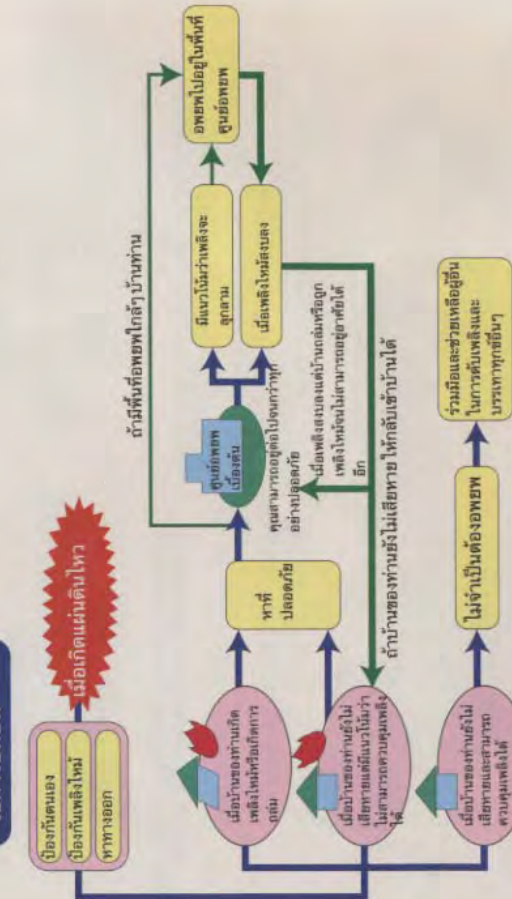 เมื่อเกิดแผ่นดินไหว
ป้องกันตนเอง
ป้องกันเพลิงไหม้
หาทางออก
เมื่อบ้านของท่านเกิด
เพลิงไหม้หรือเกิดการ
ถล่ม
เมื่อบ้านของท่านยังไม่
เสียหายแต่มีแนวโน้มว่า
ไม่สามารถควบคุมเพลิง
ได้
เมื่อบ้านของท่านยังไม่
เสียหายและสามารถ
ควบคุมเพลิงได้
หาที่
ปลอดภัย
ถ้ามีพื้นที่อพยพใกล้ๆบ้านท่าน
ศูนย์อพยพ
เบื้องต้น
คุณสามารถอยู่ต่อไปจนกว่าทุก
อย่างปลอดภัย
มีแนวโน้มว่าเพลิงจะ
ลุกลาม
เมื่อเพลิงไหม้สงบลง
อพยพไปอยู่ในพื้นที่
ศูนย์อพยพ
เมื่อเพลิงสงบลงแต่บ้านถล่มหรือถูก
เพลิงไหม้จนไม่สามารถอยู่อาศัยได้
อีก
ถ้าบ้านของท่านยังไม่เสียหาย ให้กลับเข้าบ้านได้
ไม่จำเป็นต้องอพยพ
ร่วมมือและช่วยเหลือผู้อื่น
ในการดับเพลิงและ
บรรเทาทุกข์อื่นๆ